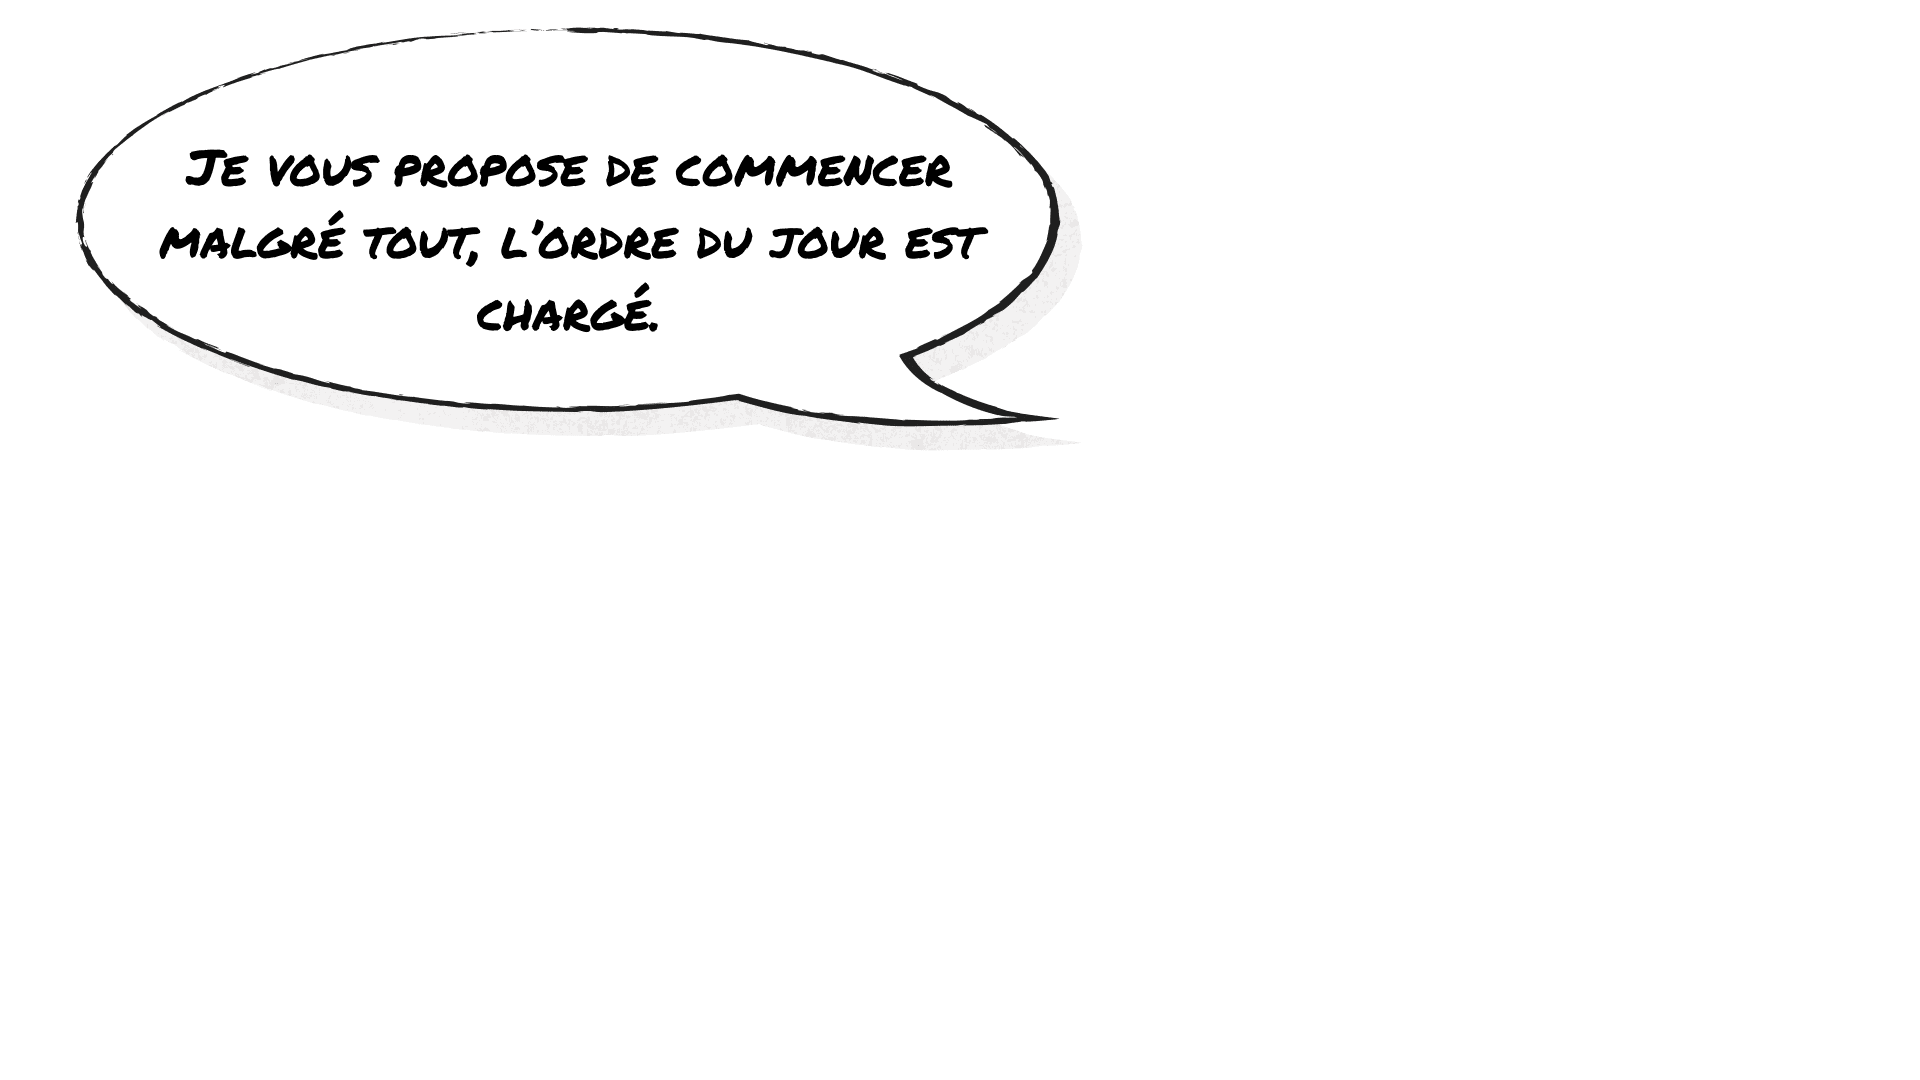 Je vous propose de commencer
malgré tout, l’ordre du jour est
chargé.